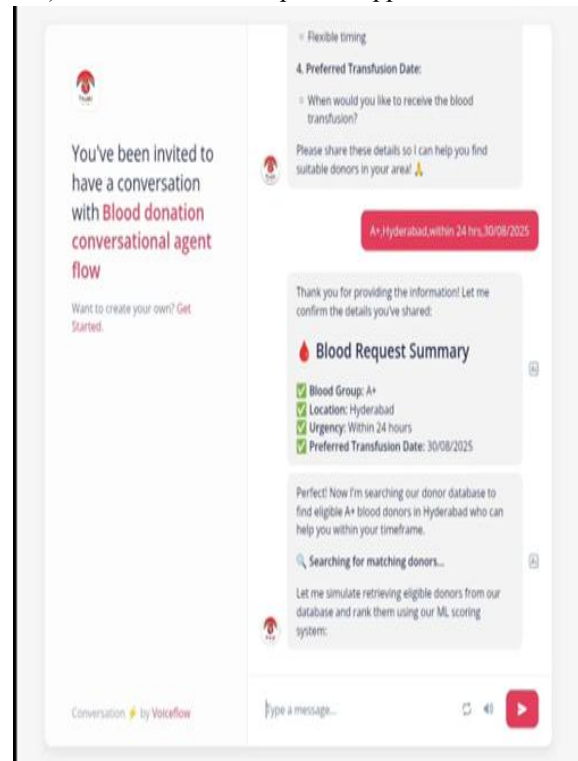 You've been invited to
have a conversation
with Blood donation
conversational agent
flow
Want to create your own? Get
Started.
Conversation ⚡ by Voiceflow
Flexible timing
4. Preferred Transfusion Date:
When would you like to receive the blood
transfusion?
Please share these details so I can help you find
suitable donors in your area! 🙏
A+,Hyderabad,within 24 hrs,30/08/2025
Thank you for providing the information! Let me
confirm the details you've shared:
🩸 Blood Request Summary
✅ Blood Group: A+
✅ Location: Hyderabad
✅ Urgency: Within 24 hours
✅ Preferred Transfusion Date: 30/08/2025
Perfect! Now I'm searching our donor database to
find eligible A+ blood donors in Hyderabad who can
help you within your timeframe.
🔍 Searching for matching donors...
Let me simulate retrieving eligible donors from our
database and rank them using our ML scoring
system:
Type a message...